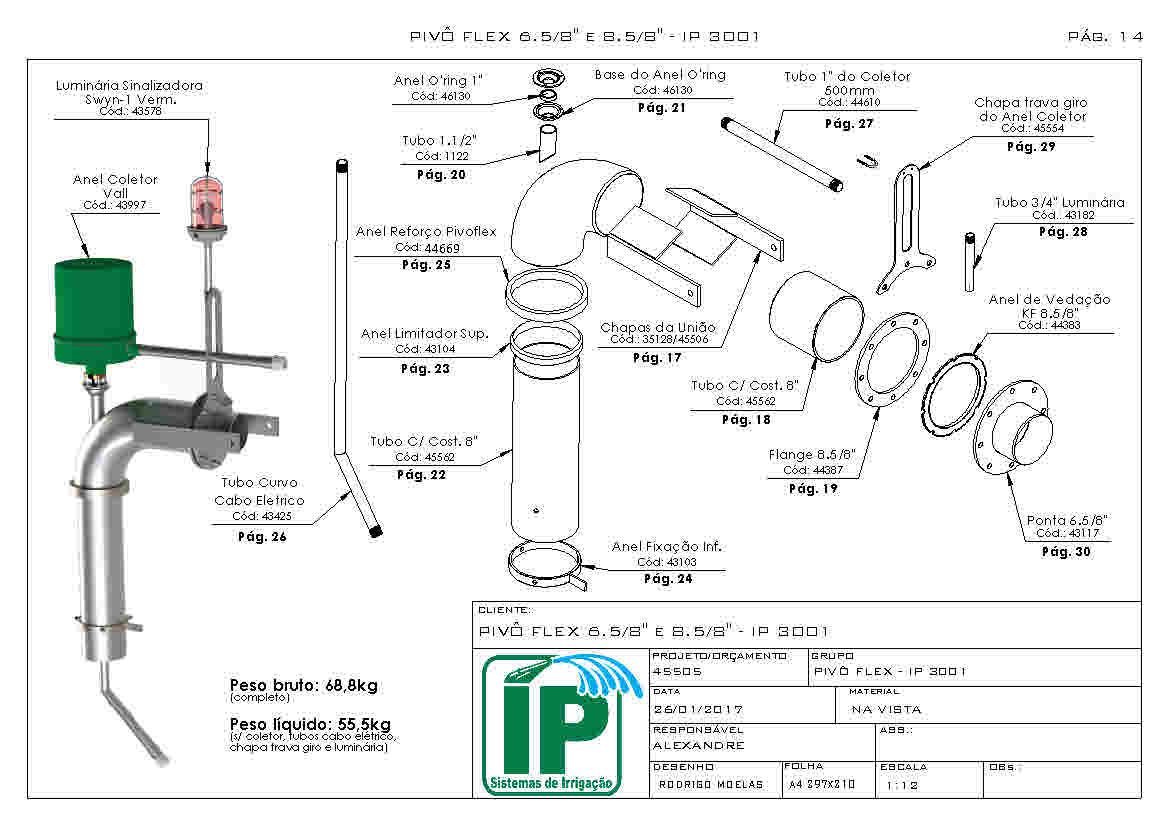 PIVÔ FLEX 6.5/8" E 8.5/8" - IP 3001
PÁG. 14
Luminária Sinalizadora
Swyn-1 Verm.
Cód.: 43578
Anel Coletor
Vall
Cód.: 43997
Anel O'ring 1"
Cód: 46130
Base do Anel O'ring
Cód: 46130
Pág. 21
Tubo 1.1/2"
Cód: 1122
Pág. 20
Tubo 1" do Coletor
500mm
Cód.: 44610
Pág. 27
Chapa trava giro
do Anel Coletor
Cód.: 45554
Pág. 29
Tubo 3/4" Luminária
Cód.: 43182
Pág. 28
Anel Reforço Pivoflex
Cód: 44669
Pág. 25
Anel de Vedação
KF 8.5/8"
Cód.: 44383
Anel Limitador Sup.
Cód: 43104
Pág. 23
Chapas da União
Cód.: 35128/45506
Pág. 17
Tubo C/ Cost. 8"
Cód: 45562
Pág. 18
Tubo C/ Cost. 8"
Cód: 45562
Pág. 22
Flange 8.5/8"
Cód: 44387
Pág. 19
Tubo Curvo
Cabo Eletrico
Cód: 43425
Pág. 26
Ponta 6.5/8"
Cód.: 43117
Pág. 30
Anel Fixação Inf.
Cód: 43103
Pág. 24
Peso bruto: 68,8kg
(completo)
Peso líquido: 55,5kg
(s/ coletor, tubos cabo elétrico,
chapa trava giro e luminária)
CLIENTE:
PIVÔ FLEX 6.5/8" E 8.5/8" - IP 3001
IP
Sistemas de Irrigação
PROJETO/ORÇAMENTO
45505
GRUPO
PIVÔ FLEX - IP 3001
DATA
26/01/2017
MATERIAL
NA VISTA
RESPONSÁVEL
ALEXANDRE
ASS.:
DESENHO
RODRIGO MOELAS
FOLHA
A4 297X210
ESCALA
1:12
OBS.: